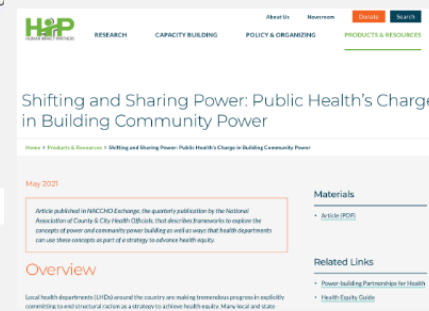 About Us Newsroom Donate Search
HIP
HUMAN IMPACT PARTNERS
RESEARCH CAPACITY BUILDING POLICY & ORGANIZING PRODUCTS & RESOURCES
Shifting and Sharing Power: Public Health's Charge
in Building Community Power
Home > Products & Resources > Shifting and Sharing Power: Public Health's Charge in Building Community Power
May 2021
Article published in NACCHO Exchange, the quarterly publication by the National
Association of County & City Health Officials, that describes frameworks to explore the
concepts of power and community power building as well as ways that health departments
can use these concepts as part of a strategy to advance health equity.
Materials
• Article (PDF)
Overview
Local health departments (LHDs) around the country are making tremendous progress in explicitly
committing to end structural racism as a strategy to achieve health equity. Many local and state
Related Links
• Power-building Partnerships for Health
• Health Equity Guide